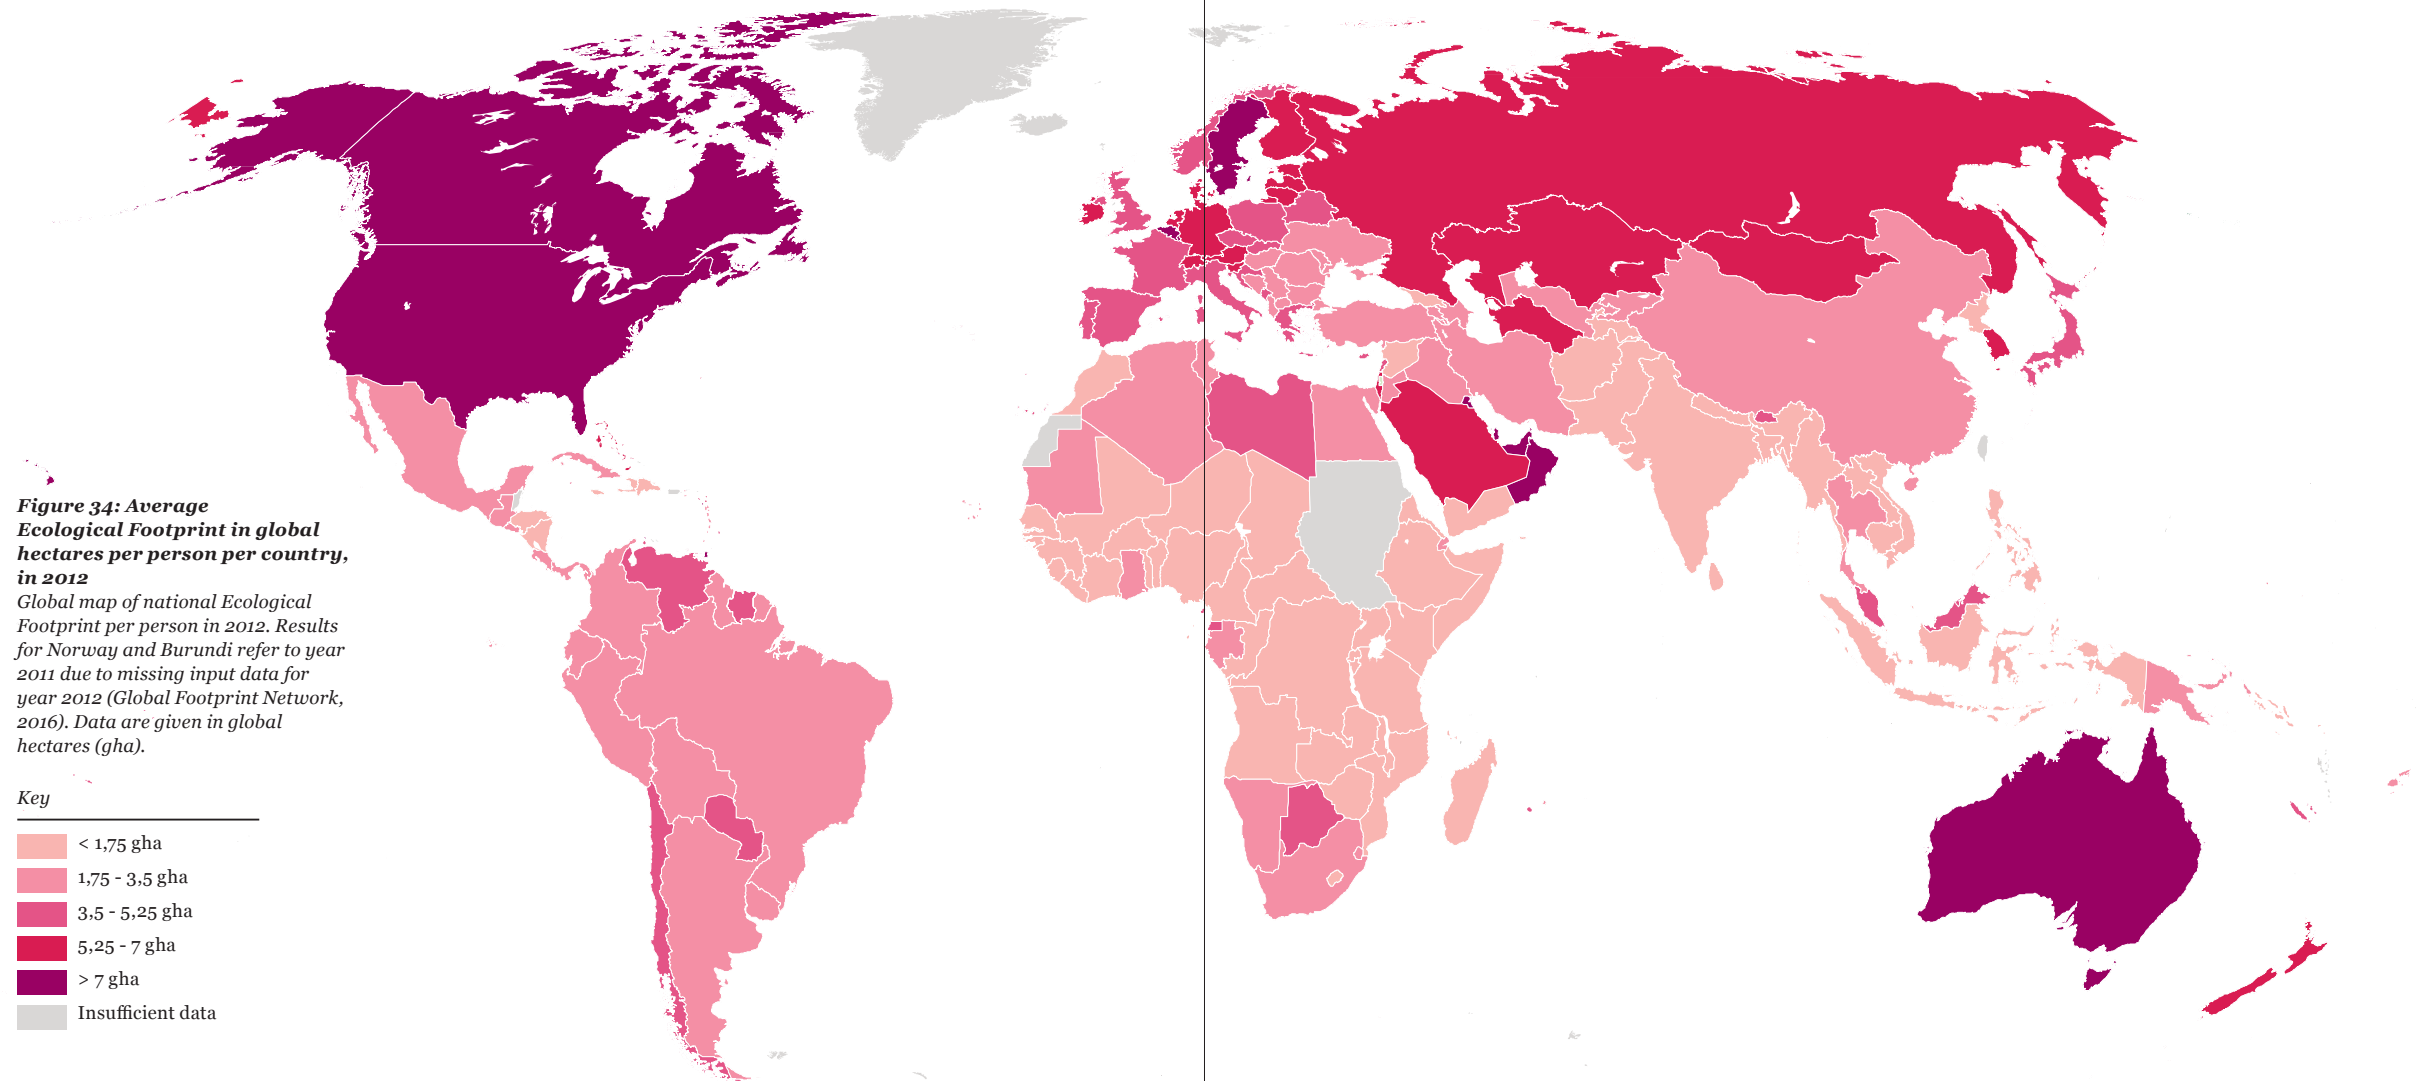 Figure 34: Average
Ecological Footprint in global
hectares per person per country,
in 2012
Global map of national Ecological
Footprint per person in 2012. Results
for Norway and Burundi refer to year
2011 due to missing input data for
year 2012 (Global Footprint Network,
2016). Data are given in global
hectares (gha).
Key
< 1,75 gha
1,75 - 3,5 gha
3,5 - 5,25 gha
5,25 - 7 gha
> 7 gha
Insufficient data